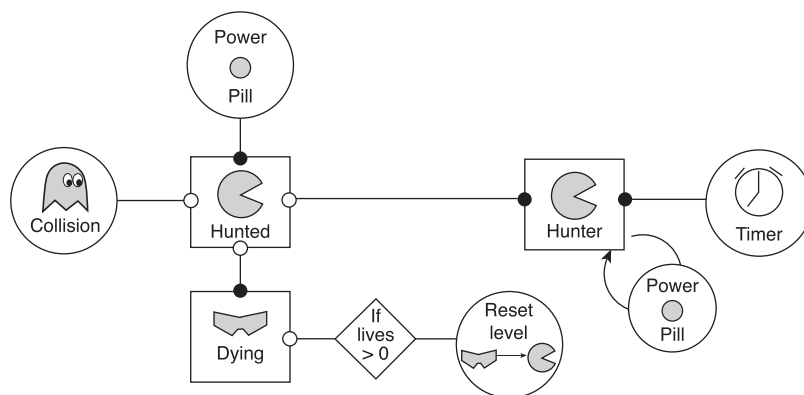 Power
Pill
Collision
Hunted
Hunter
Timer
Power
Pill
Dying
If
lives
> 0
Reset
level